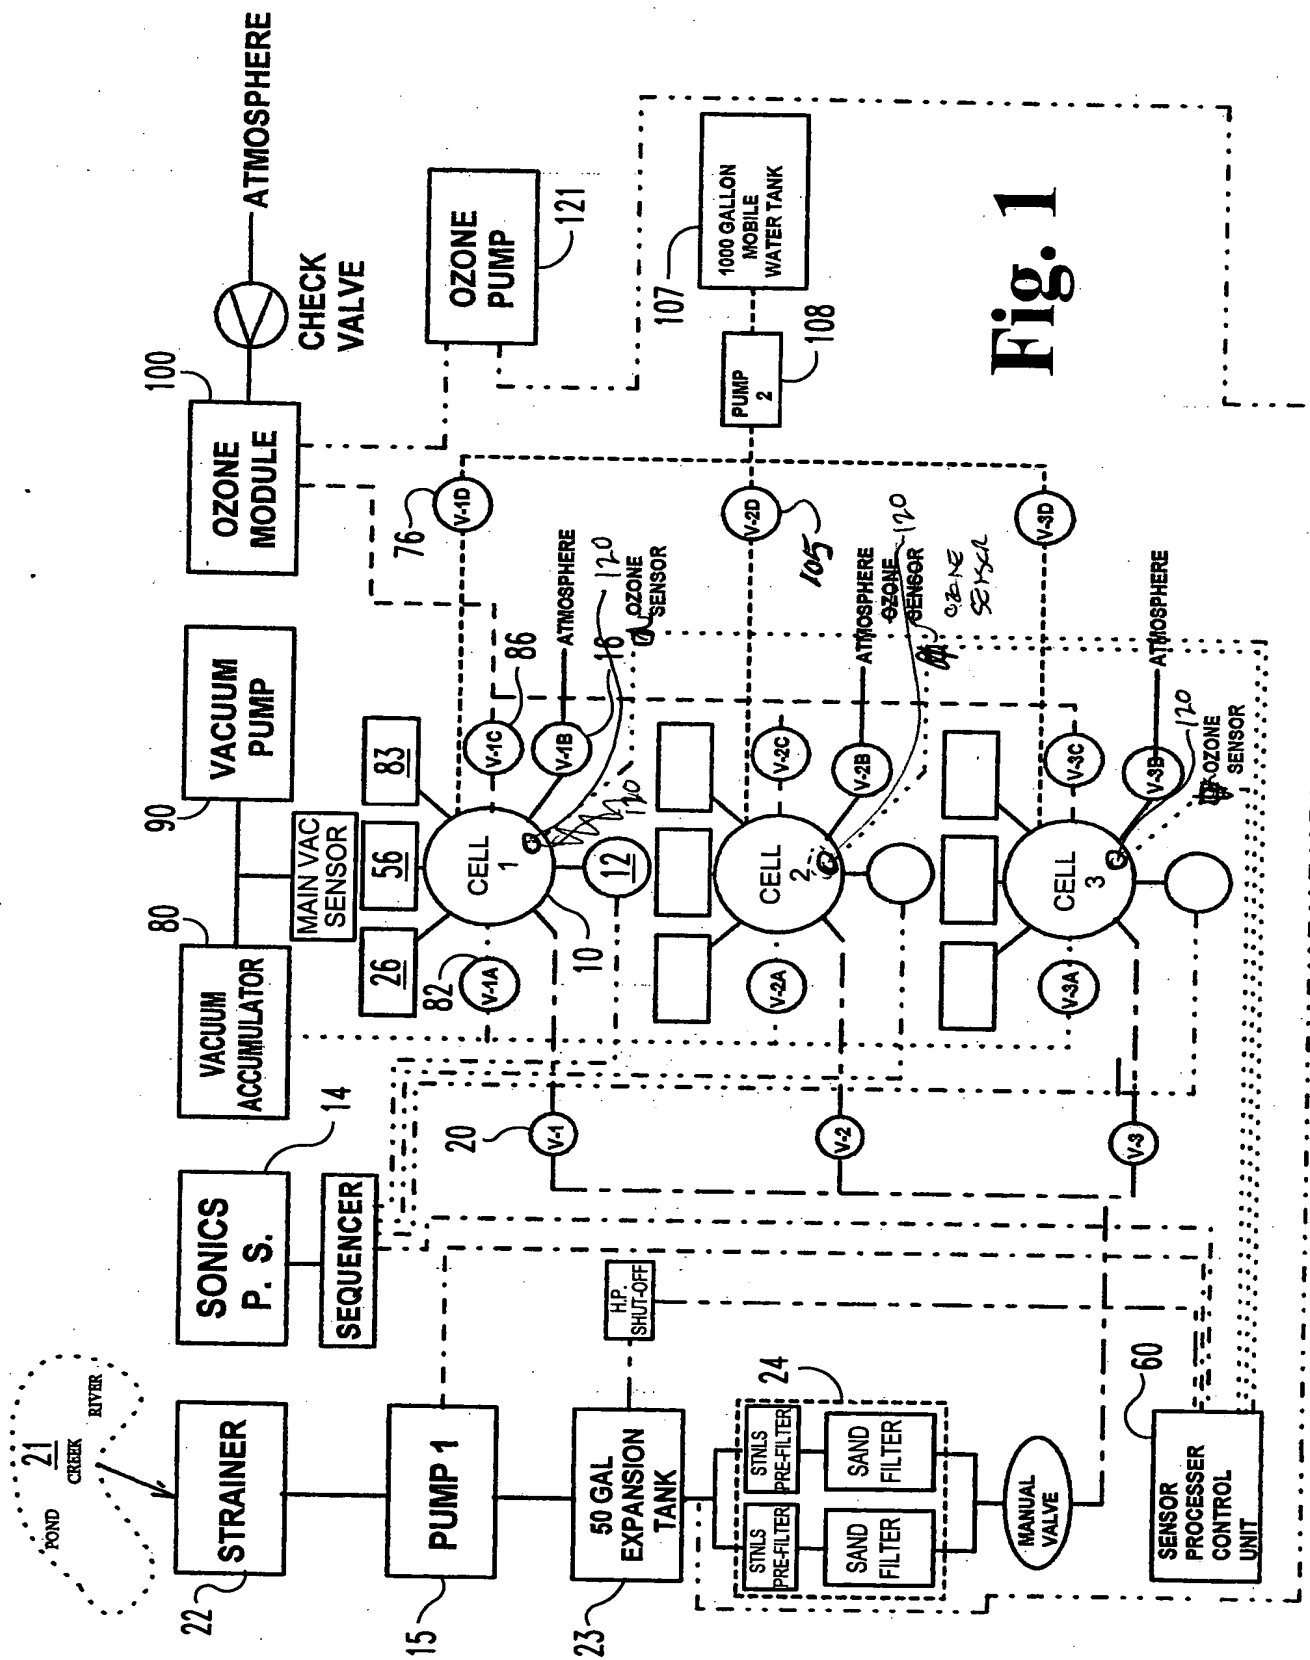 21
POND
CREEK
RIVER
STRAINER
22
PUMP 1
15
50 GAL
EXPANSION
TANK
23
H.P.
SHUT-OFF
STNLS
PRE-FILTER
STNLS
PRE-FILTER
SAND
FILTER
SAND
FILTER
24
MANUAL
VALVE
SENSOR
PROCESSER
CONTROL
UNIT
60
SONICS
P. S.
14
SEQUENCER
V-1
20
V-2
V-3
VACUUM
ACCUMULATOR
80
VACUUM
PUMP
90
MAIN VAC
SENSOR
26
56
83
CELL
1
10
12
V-1A
82
V-1C
86
V-1B
16
ATMOSPHERE
120
120
OZONE
SENSOR
CELL
2
V-2A
V-2C
V-2B
ATMOSPHERE
OZONE
SENSOR
120
OZONE
SENSOR
CELL
3
V-3A
V-3C
V-3B
ATMOSPHERE
120
OZONE
SENSOR
OZONE
MODULE
100
CHECK
VALVE
ATMOSPHERE
OZONE
PUMP
121
V-1D
76
V-2D
105
V-3D
PUMP
2
108
1000 GALLON
MOBILE
WATER TANK
107
Fig. 1